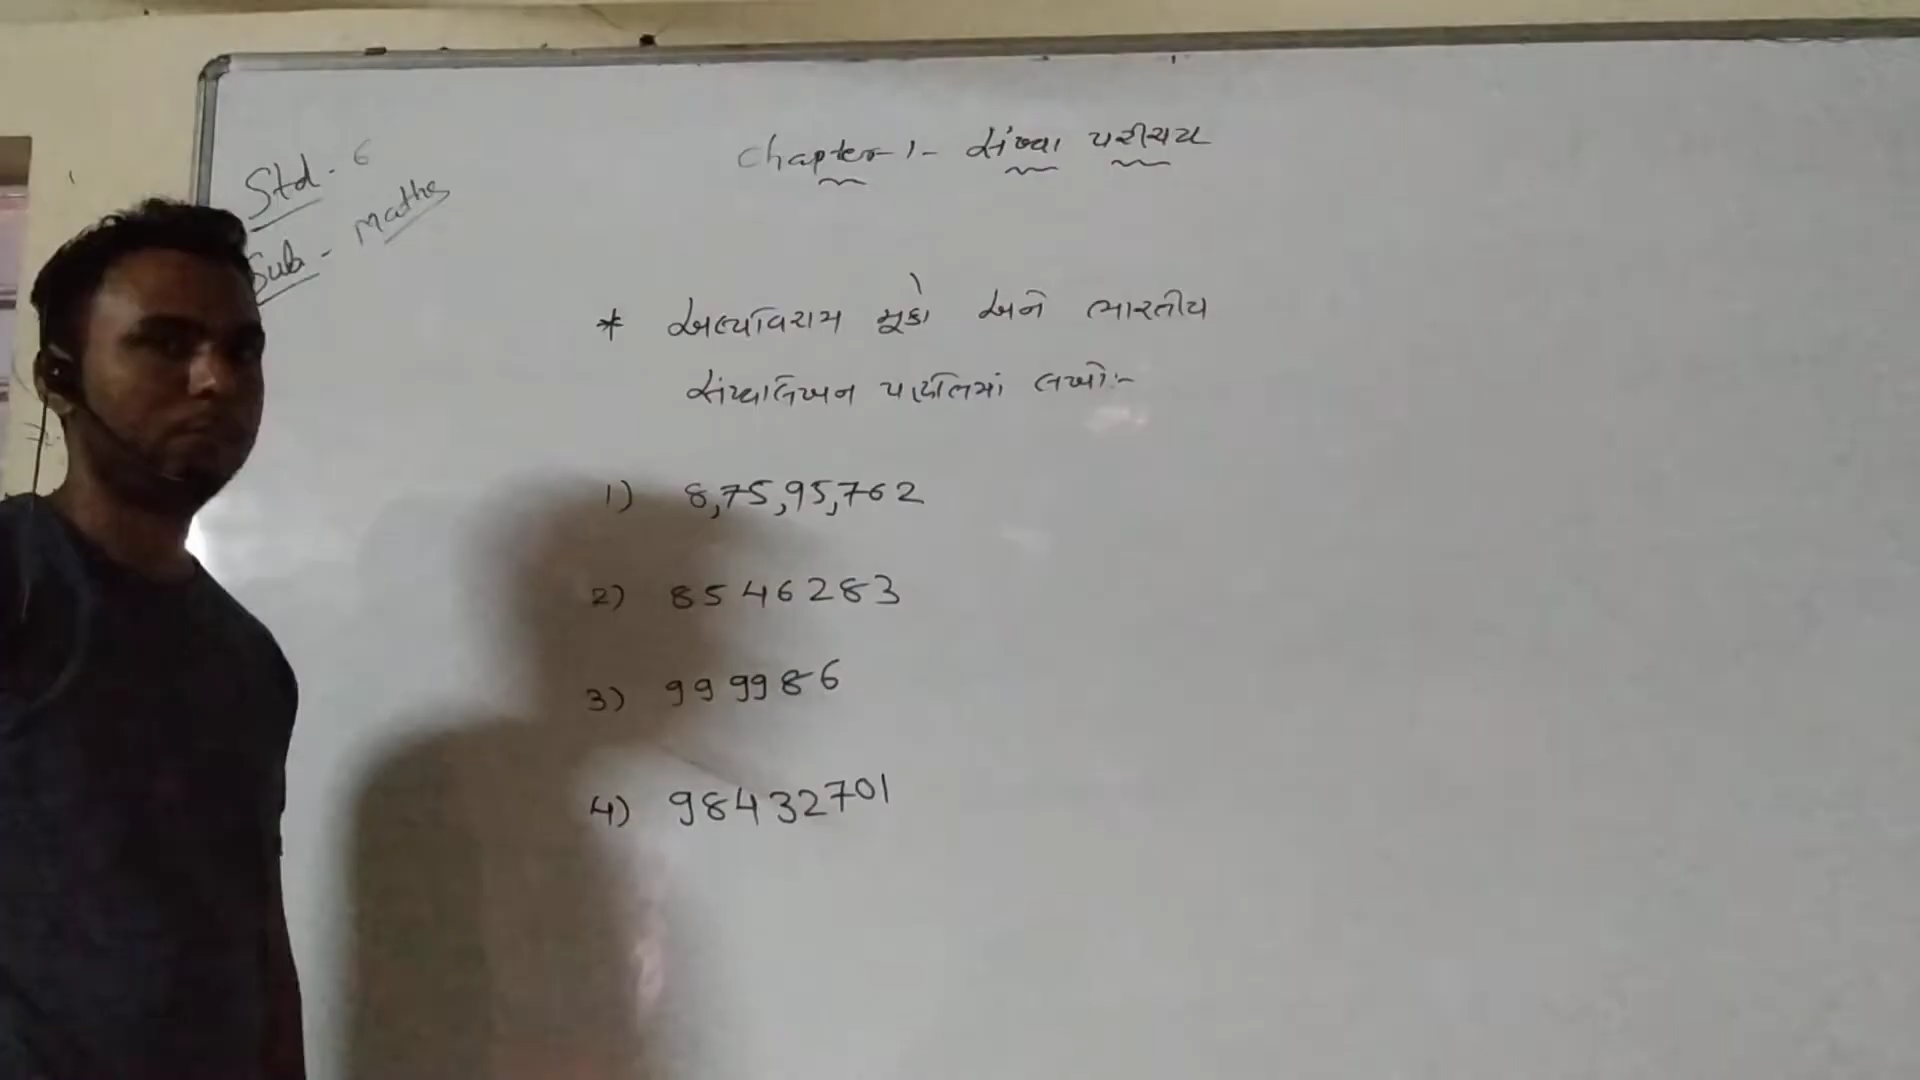 Std. 6
Sub - Maths
Chapter-1:- સંખ્યા પરીચય
* અલ્પવિરામ મૂકો અને ભારતીય
સંખ્યાલેખન પદ્ધતિમાં લખો:-
1) 8,75,95,762
2) 8546283
3) 999986
4) 98432701